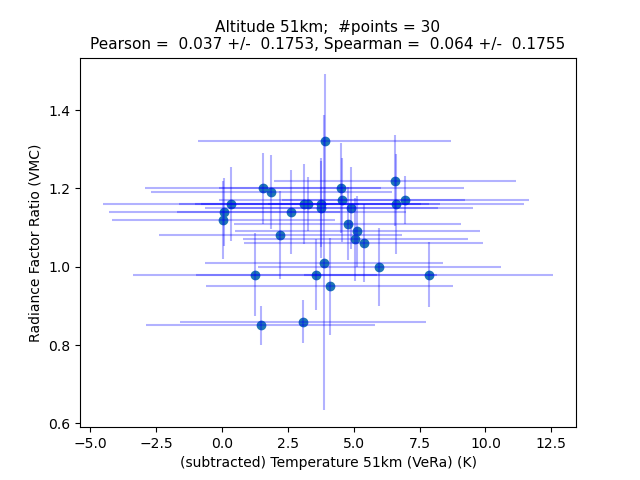 Altitude 51km;  #points = 30
Pearson =  0.037 +/-  0.1753, Spearman =  0.064 +/-  0.1755
1.4
1.2
1.0
0.8
0.6
Radiance Factor Ratio (VMC)
−5.0 −2.5 0.0 2.5 5.0 7.5 10.0 12.5
(subtracted) Temperature 51km (VeRa) (K)